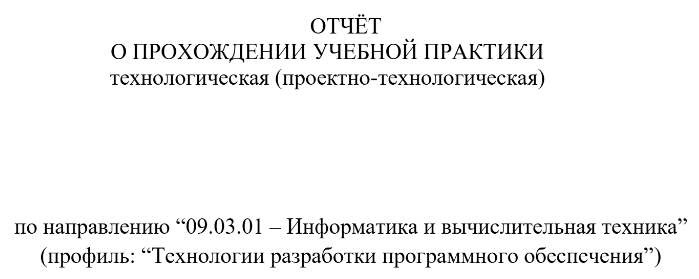 ОТЧЁТ
О ПРОХОЖДЕНИИ УЧЕБНОЙ ПРАКТИКИ
технологическая (проектно-технологическая)
по направлению “09.03.01 – Информатика и вычислительная техника”
(профиль: “Технологии разработки программного обеспечения”)